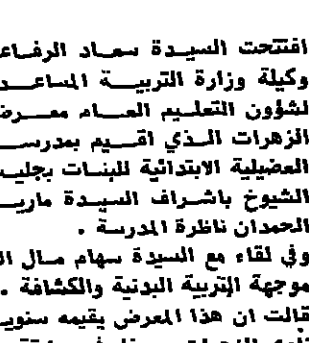 افتتحت السيدة سعاد الرفاع
وكيلة وزارة التربية المساعد
لشؤون التعليم العام معرض
الزهرات الذي اقيم بمدرس
العضيلية الابتدائية للبنات بجليب
الشيوخ باشراف السيدة ماري
الحمدان ناظرة المدرسة .
وفي لقاء مع السيدة سهام مال ال
موجهة التربية البدنية والكشافة .
قالت ان هذا المعرض يقيمه سنوي